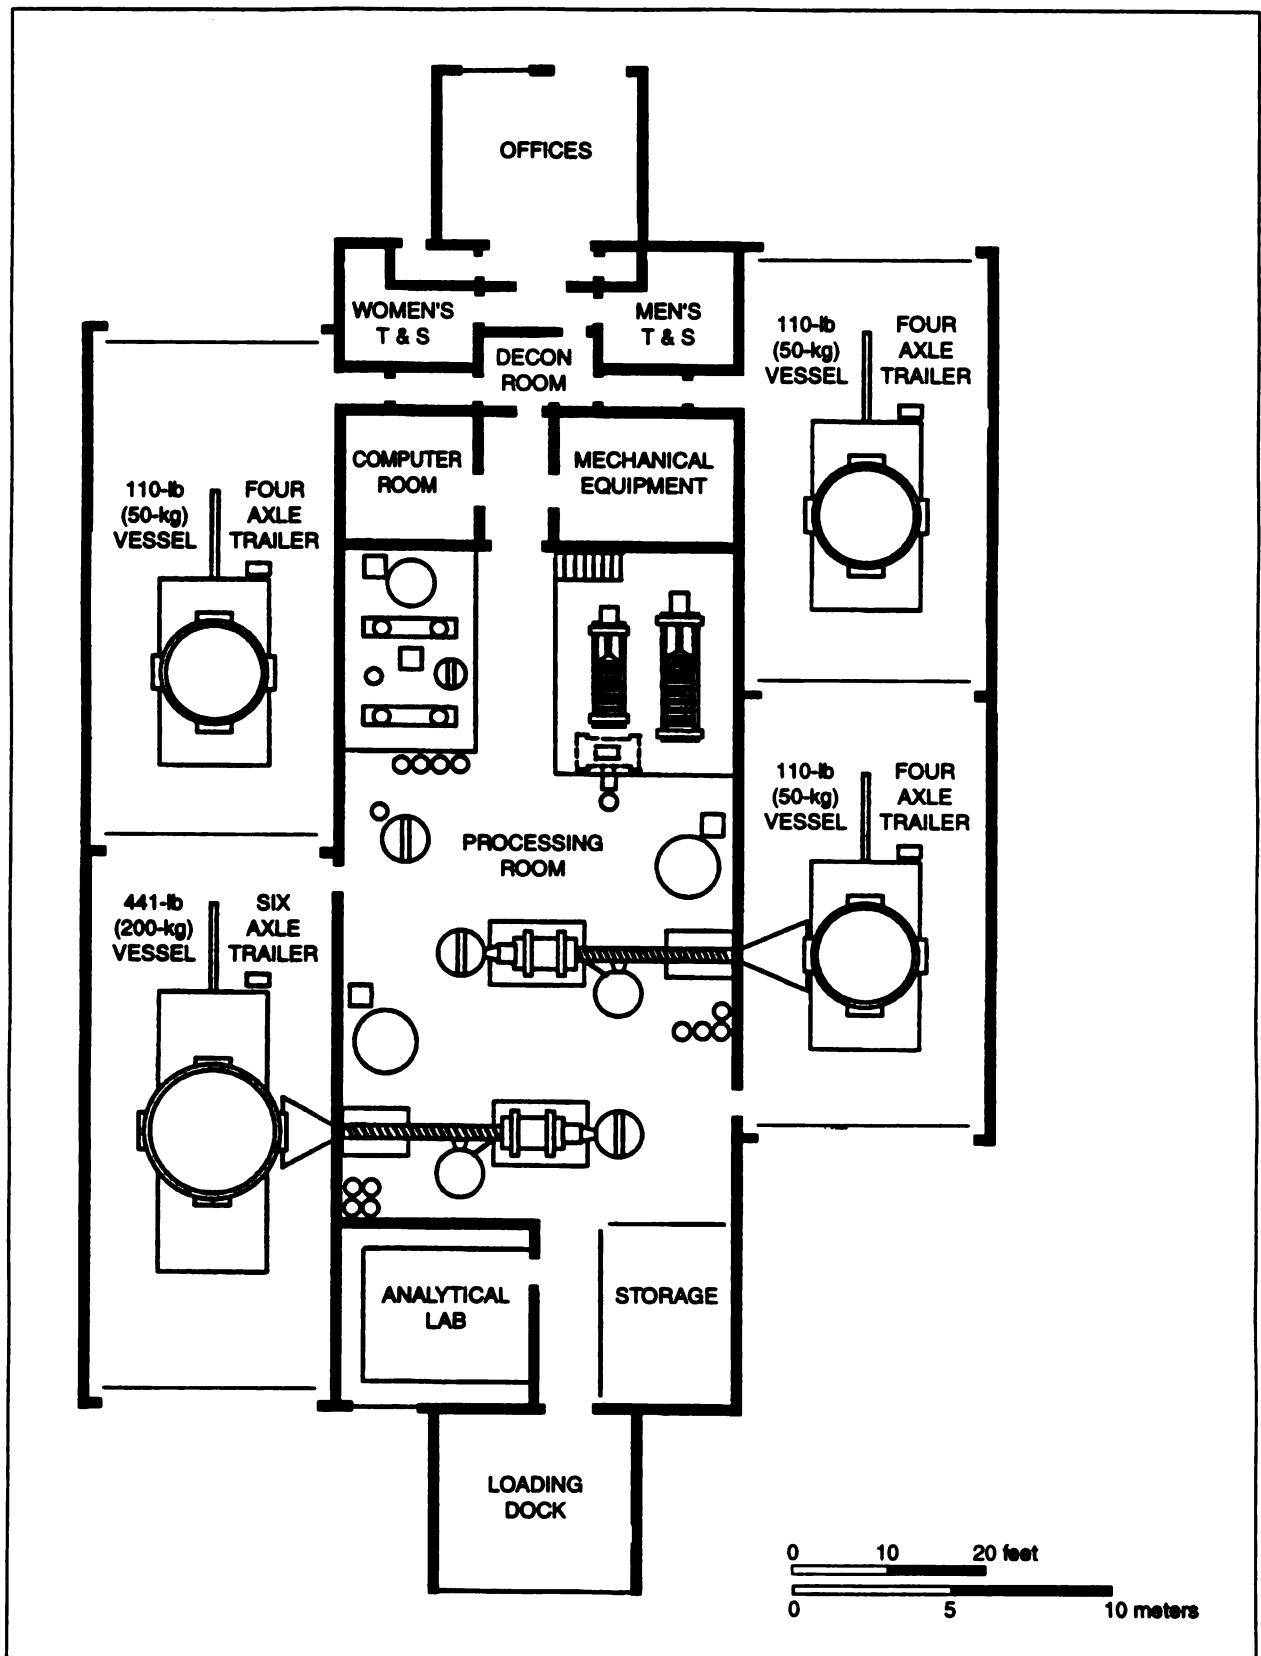 OFFICES
WOMEN'S
T & S
MEN'S
T & S
DECON
ROOM
110-lb
(50-kg)
VESSEL
FOUR
AXLE
TRAILER
COMPUTER
ROOM
MECHANICAL
EQUIPMENT
110-lb
(50-kg)
VESSEL
FOUR
AXLE
TRAILER
PROCESSING
ROOM
110-lb
(50-kg)
VESSEL
FOUR
AXLE
TRAILER
441-lb
(200-kg)
VESSEL
SIX
AXLE
TRAILER
ANALYTICAL
LAB
STORAGE
LOADING
DOCK
0 10 20 feet
0 5 10 meters